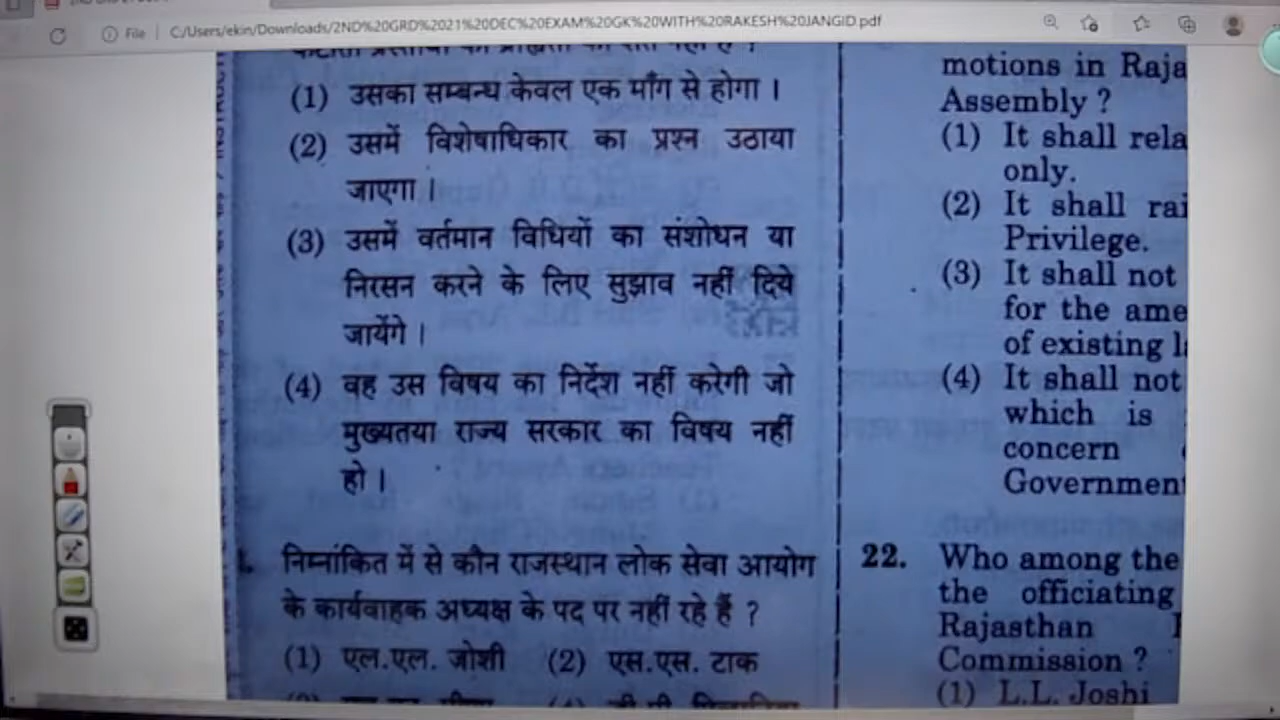 File
C:/Users/ekin/Downloads/2ND%20GRD%2021%20DEC%20EXAM%20GK%20WITH%20RAKESH%20JANGID.pdf
(1) उसका सम्बन्ध केवल एक माँग से होगा ।
(2) उसमें विशेषाधिकार का प्रश्न उठाया
जाएगा ।
(3) उसमें वर्तमान विधियों का संशोधन या
निरसन करने के लिए सुझाव नहीं दिये
जायेंगे ।
(4) वह उस विषय का निर्देश नहीं करेगी जो
मुख्यतया राज्य सरकार का विषय नहीं
हो ।
निम्नांकित में से कौन राजस्थान लोक सेवा आयोग
के कार्यवाहक अध्यक्ष के पद पर नहीं रहे हैं ?
(1) एल.एल. जोशी (2) एस.एस. टाक
motions in Raja
Assembly ?
(1) It shall rela
only.
(2) It shall rai
Privilege.
(3) It shall not
for the ame
of existing l
(4) It shall not
which is
concern
Government
22. Who among the
the officiating
Rajasthan
Commission ?
(1) L.L. Joshi